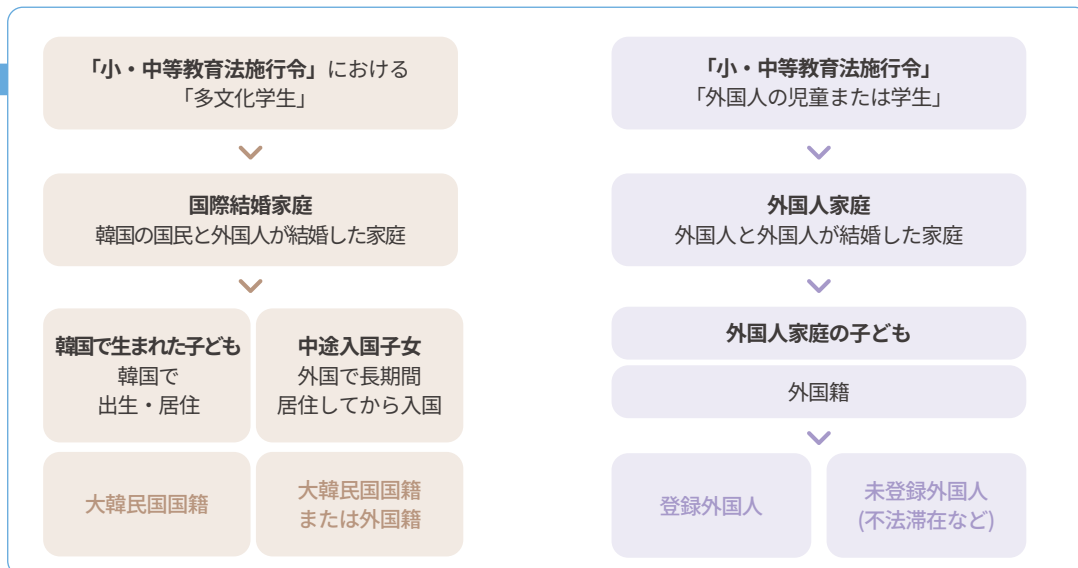 「小・中等教育法施行令」における
「多文化学生」
国際結婚家庭
韓国の国民と外国人が結婚した家庭
韓国で生まれた子ども
韓国で
出生・居住
中途入国子女
外国で長期間
居住してから入国
大韓民国国籍
大韓民国国籍
または外国籍
「小・中等教育法施行令」
「外国人の児童または学生」
外国人家庭
外国人と外国人が結婚した家庭
外国人家庭の子ども
外国籍
登録外国人
未登録外国人
(不法滞在など)